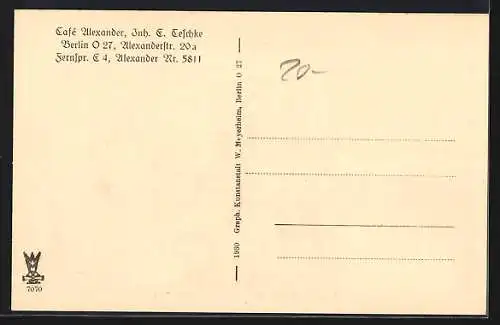 Café Alexander, Inh. E. Teschke
Berlin O 27, Alexanderstr. 20a
Fernspr. E 4, Alexander Nr. 5811
20-
1930 Graph. Kunstanstalt W. Meyerheim, Berlin O 27
7070